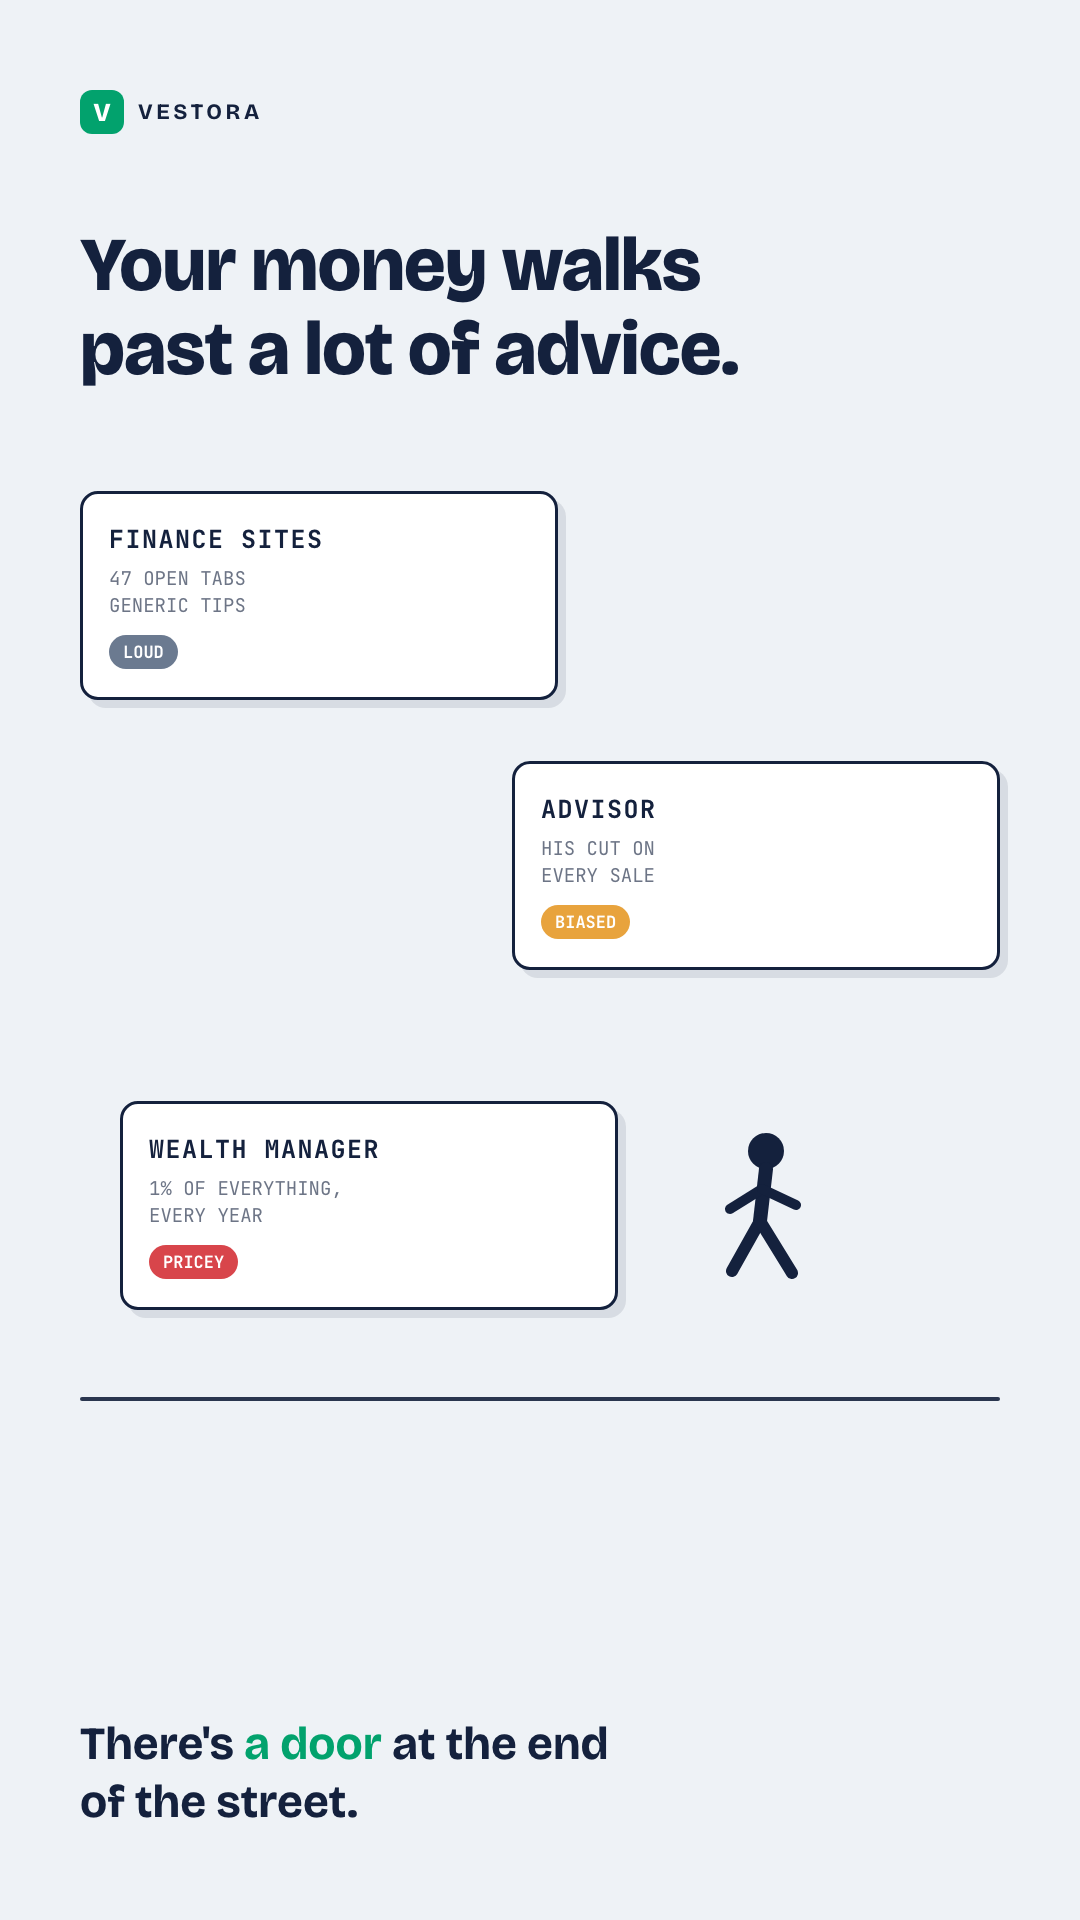 V VESTORA
Your money walks
past a lot of advice.
FINANCE SITES
47 OPEN TABS
GENERIC TIPS
LOUD
ADVISOR
HIS CUT ON
EVERY SALE
BIASED
WEALTH MANAGER
1% OF EVERYTHING,
EVERY YEAR
PRICEY
There's a door at the end
of the street.